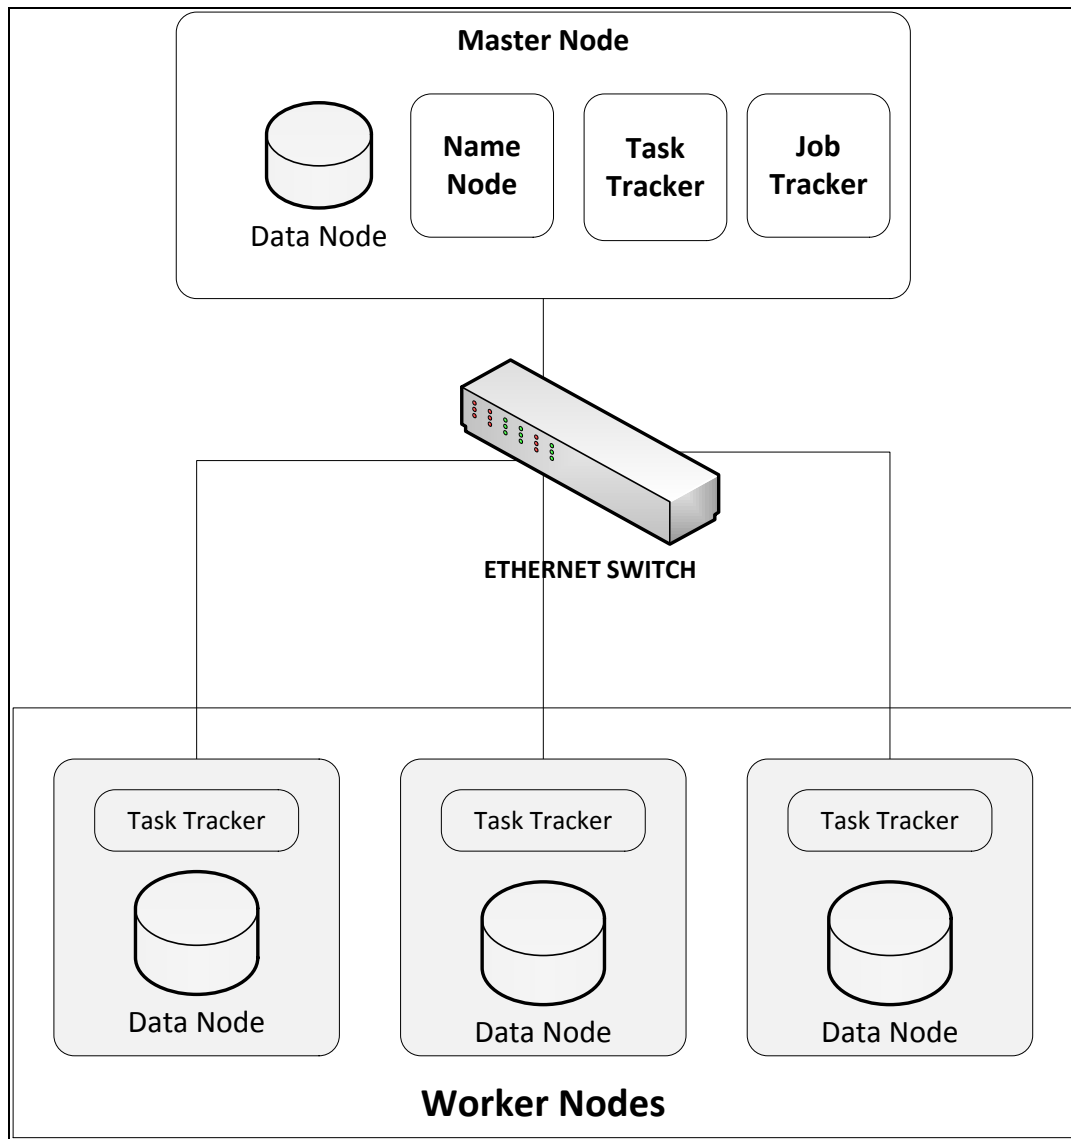 Master Node
Name
Node
Task
Tracker
Job
Tracker
Data Node
ETHERNET SWITCH
Task Tracker
Task Tracker
Task Tracker
Data Node
Data Node
Data Node
Worker Nodes